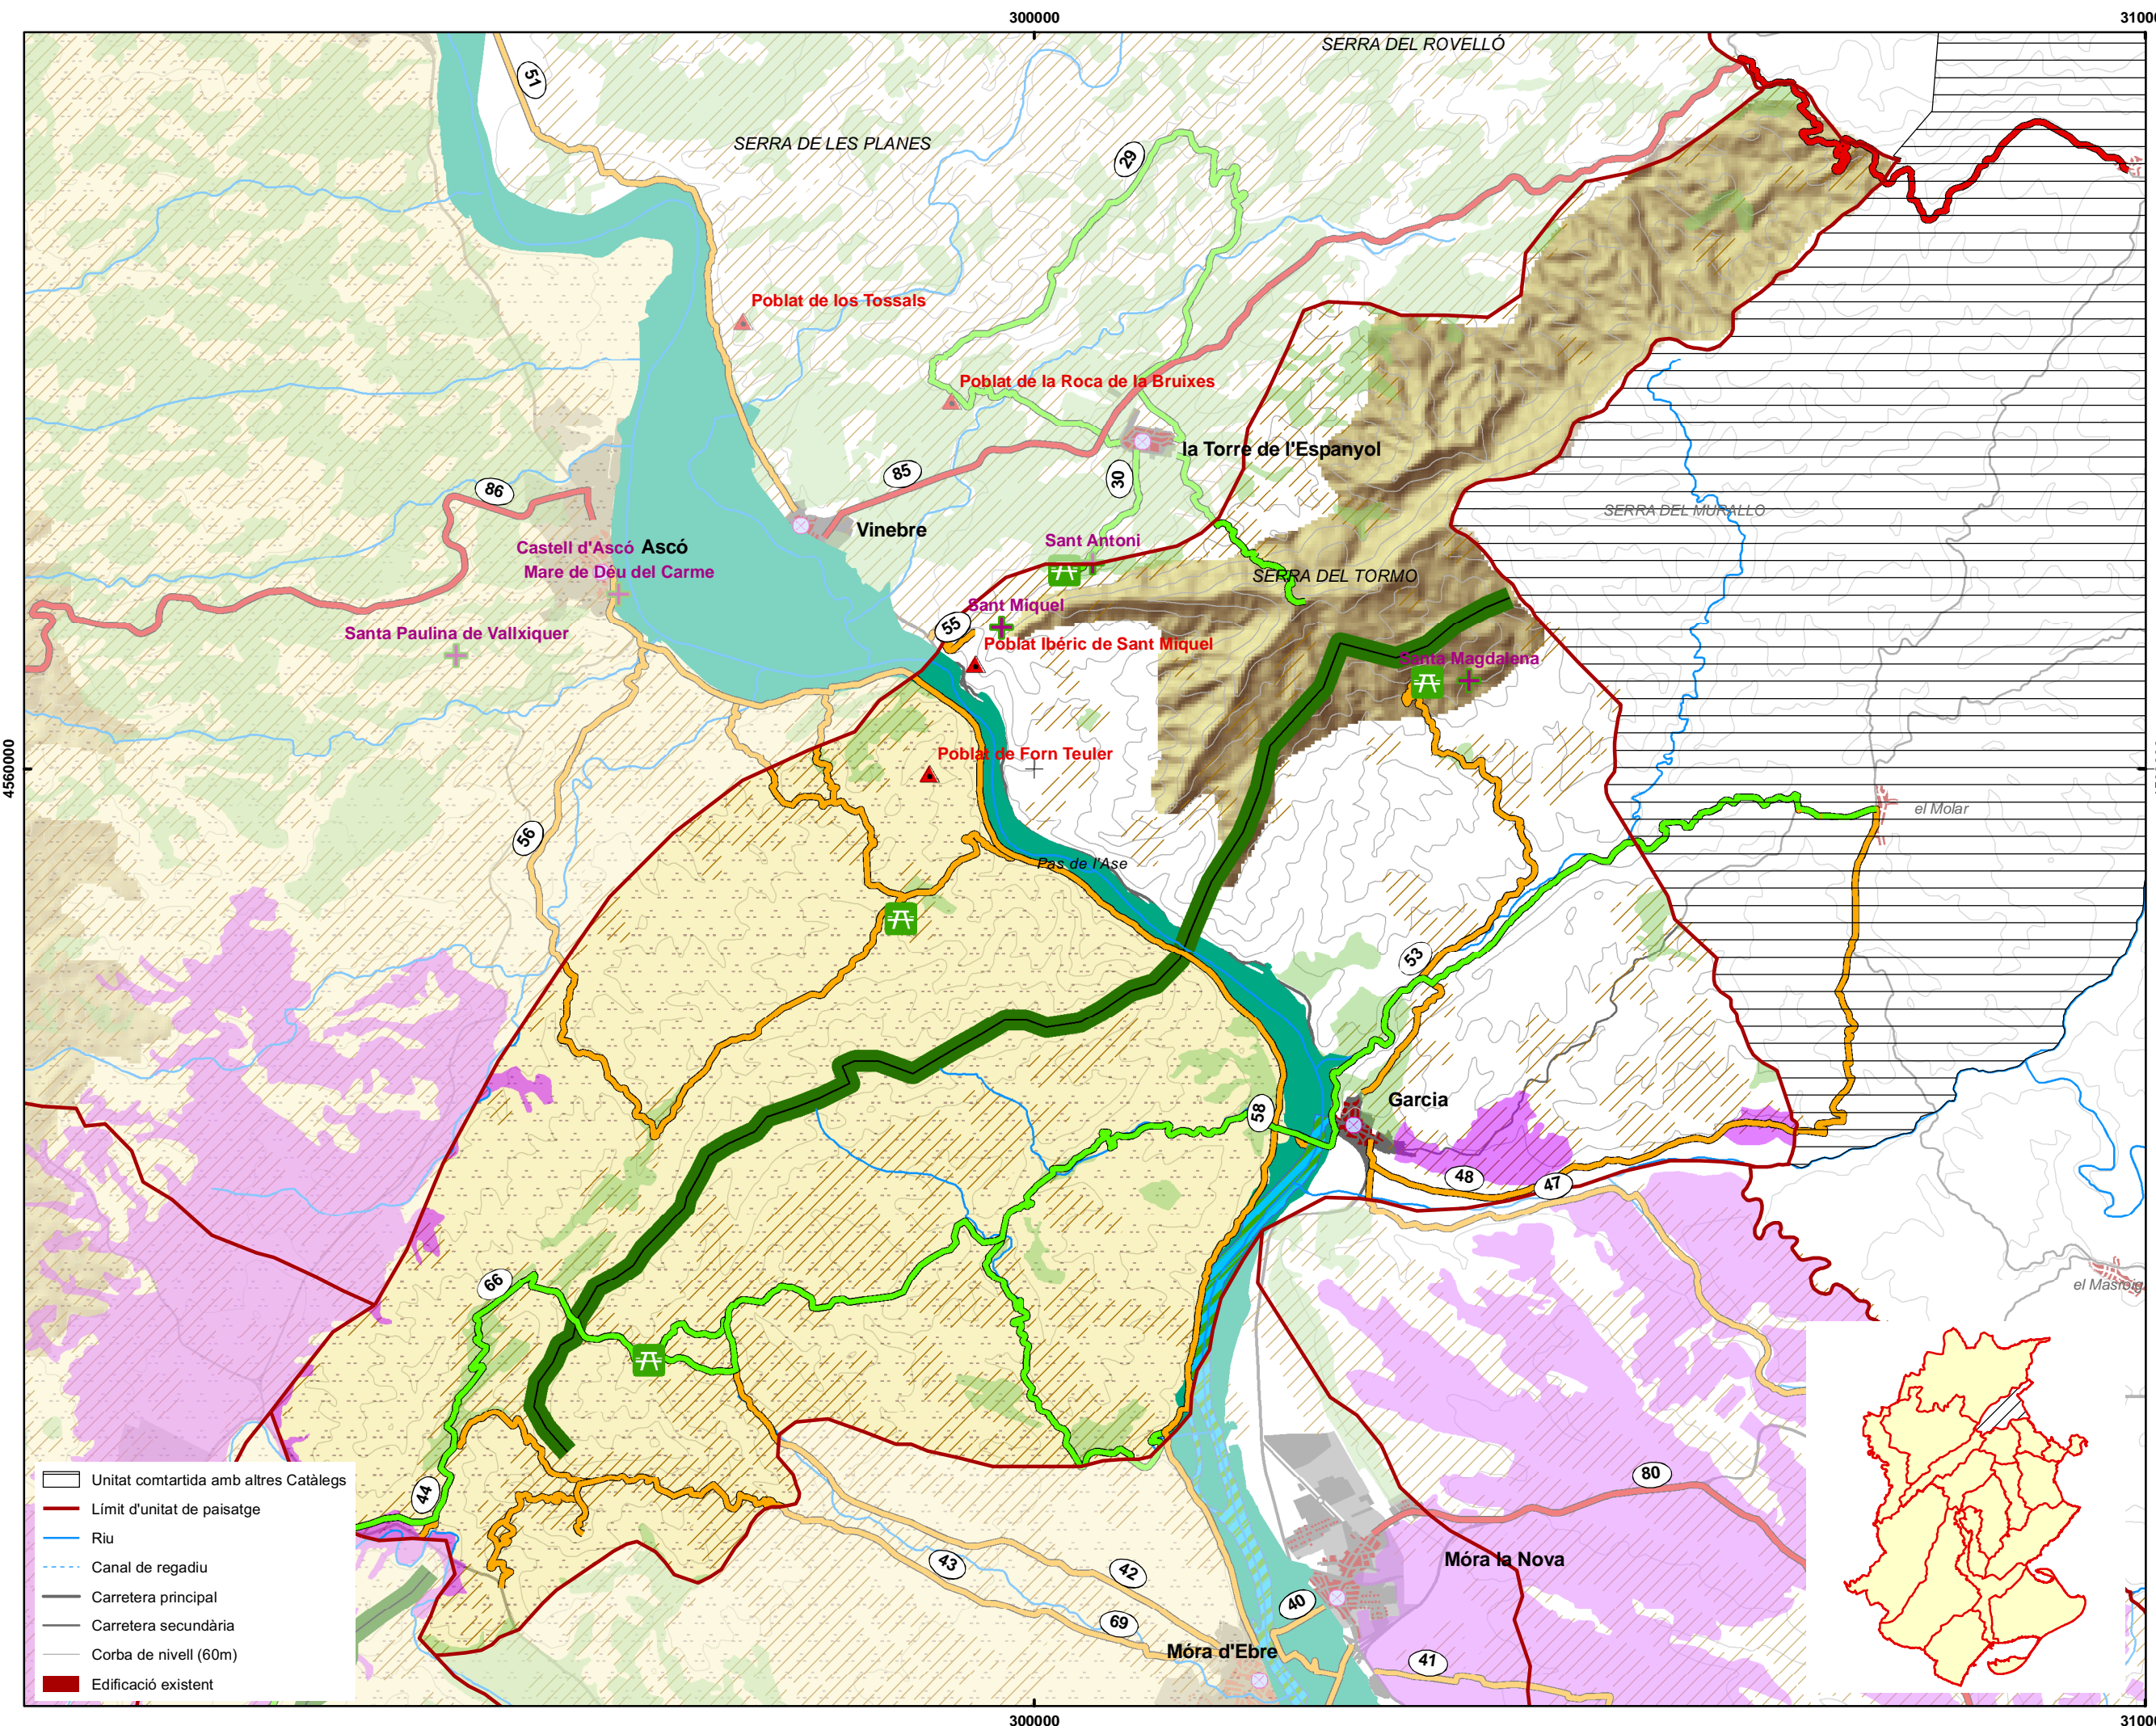 300000
3100
SERRA DEL ROVELLÓ
51
SERRA DE LES PLANES
29
Poblat de los Tossals
Poblat de la Roca de la Bruixes
la Torre de l'Espanyol
85
30
86
SERRA DEL MURALLO
Vinebre
Castell d'Ascó
Ascó
Sant Antoni
Mare de Déu del Carme
SERRA DEL TORMO
Sant Miquel
55
Santa Paulina de Vallxiquer
Poblat Ibéric de Sant Miquel
Santa Magdalena
4560000
Poblat de Forn Teuler
el Molar
56
Pas de l'Ase
53
Garcia
58
48
47
66
el Masroig
44
80
Unitat comtartida amb altres Catàlegs
Límit d'unitat de paisatge
Riu
Canal de regadiu
Carretera principal
Carretera secundària
Corba de nivell (60m)
Edificació existent
43
42
Móra la Nova
40
69
Móra d'Ebre
41
300000
3100